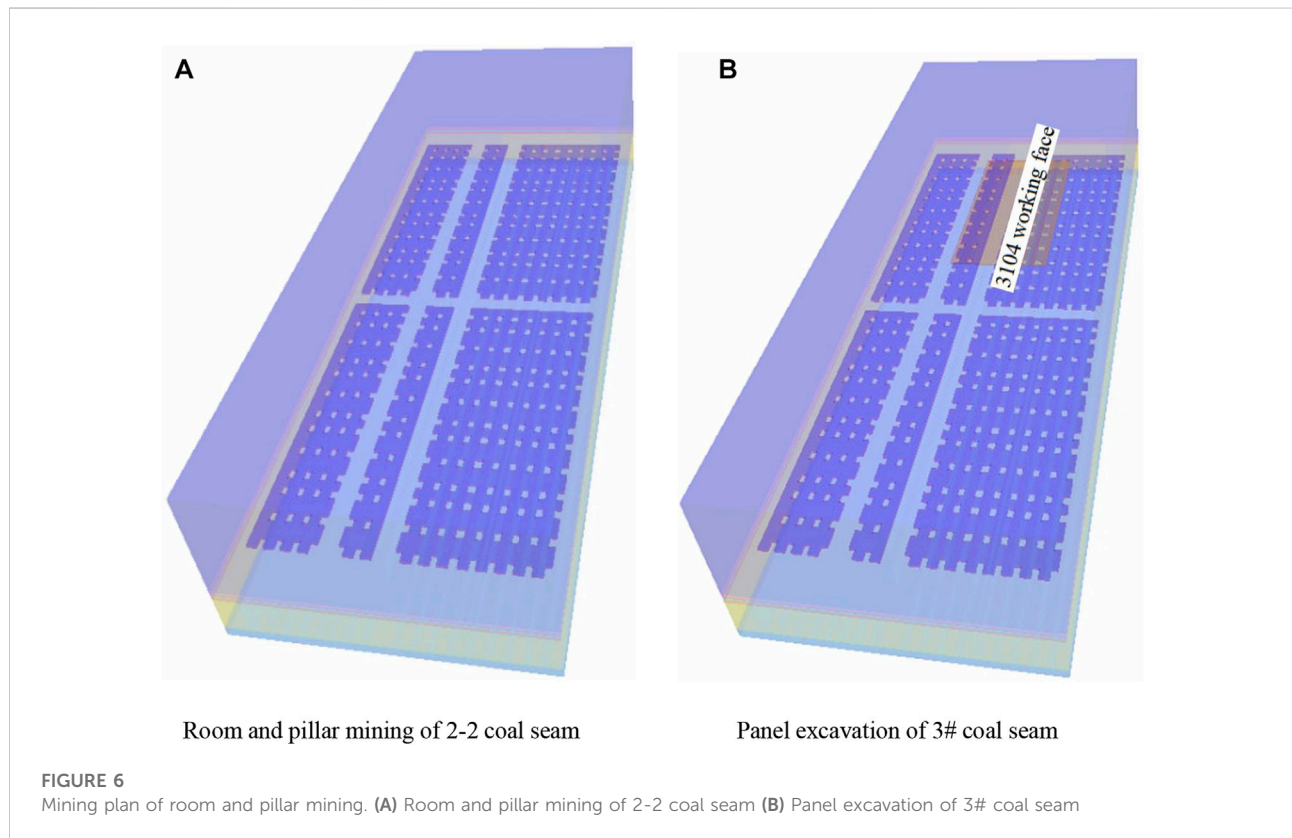 A
B
3104 working face
Room and pillar mining of 2-2 coal seam
Panel excavation of 3# coal seam
FIGURE 6
Mining plan of room and pillar mining. (A) Room and pillar mining of 2-2 coal seam (B) Panel excavation of 3# coal seam